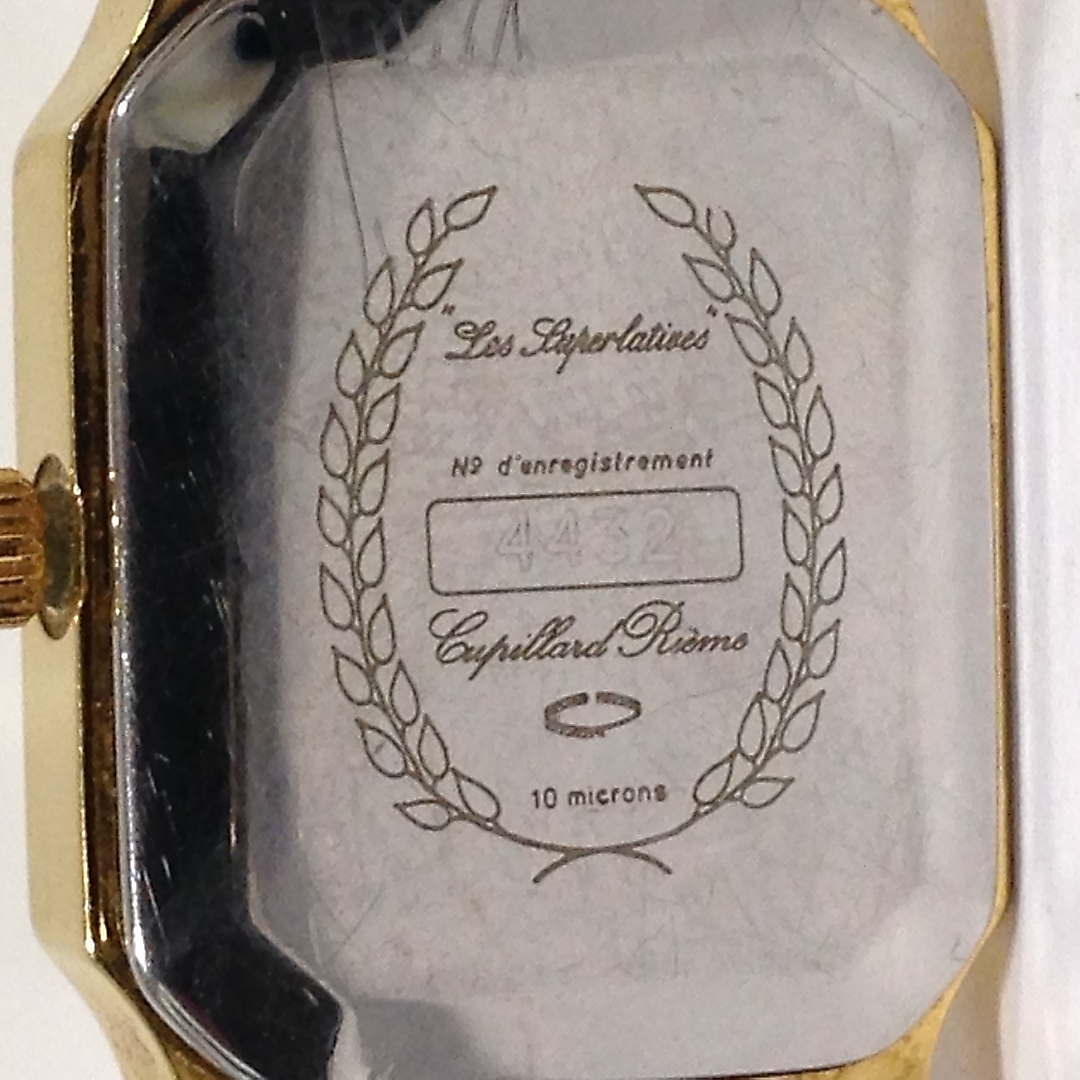 "Les Superlatives"
Nº d'enregistrement
4432
Cupillard Rième
10 microns